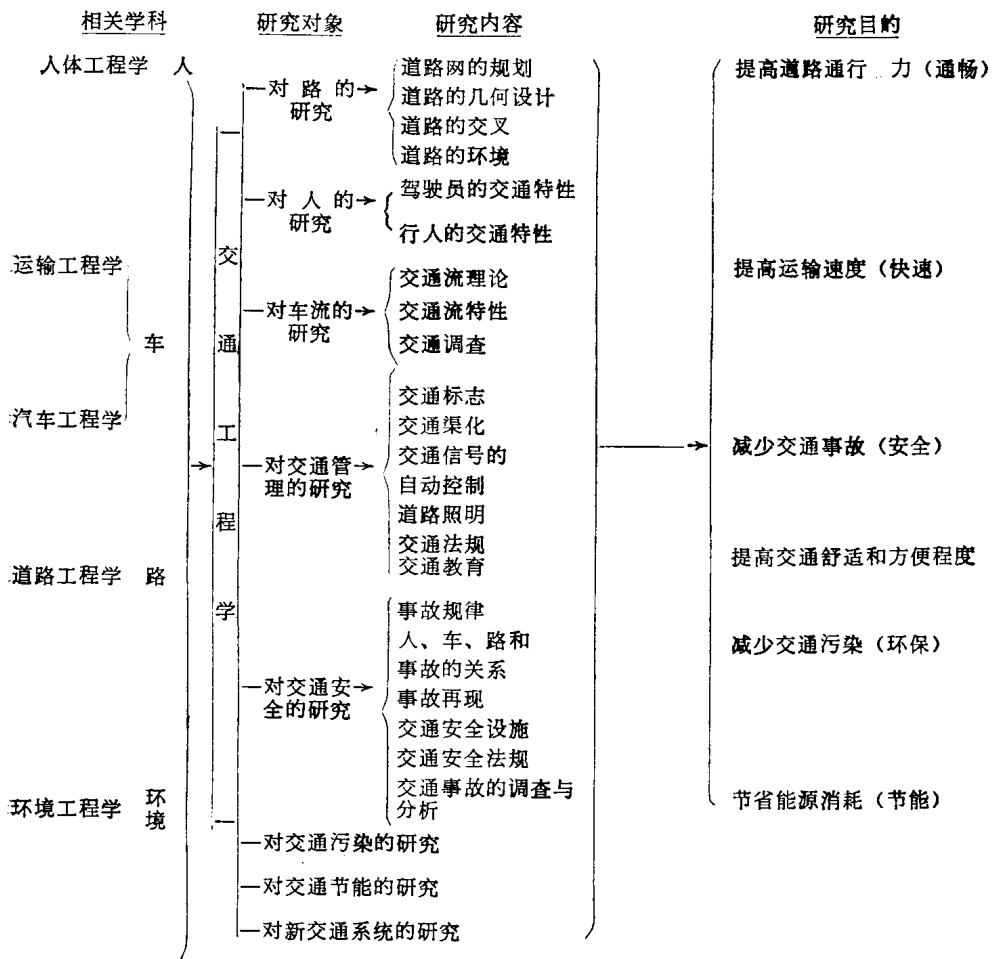 相关学科
研究对象
研究内容
研究目的
人体工程学 人
运输工程学
车
汽车工程学
道路工程学 路
环境工程学 环境
交通工程学
对路的
研究
道路网的规划
道路的几何设计
道路的交叉
道路的环境
对人的
研究
驾驶员的交通特性
行人的交通特性
对车流的
研究
交通流理论
交通流特性
交通调查
对交通管
理的研究
交通标志
交通渠化
交通信号的
自动控制
道路照明
交通法规
交通教育
对交通安
全的研究
事故规律
人、车、路和
事故的关系
事故再现
交通安全设施
交通安全法规
交通事故的调查与
分析
对交通污染的研究
对交通节能的研究
对新交通系统的研究
提高道路通行 力（通畅）
提高运输速度（快速）
减少交通事故（安全）
提高交通舒适和方便程度
减少交通污染（环保）
节省能源消耗（节能）